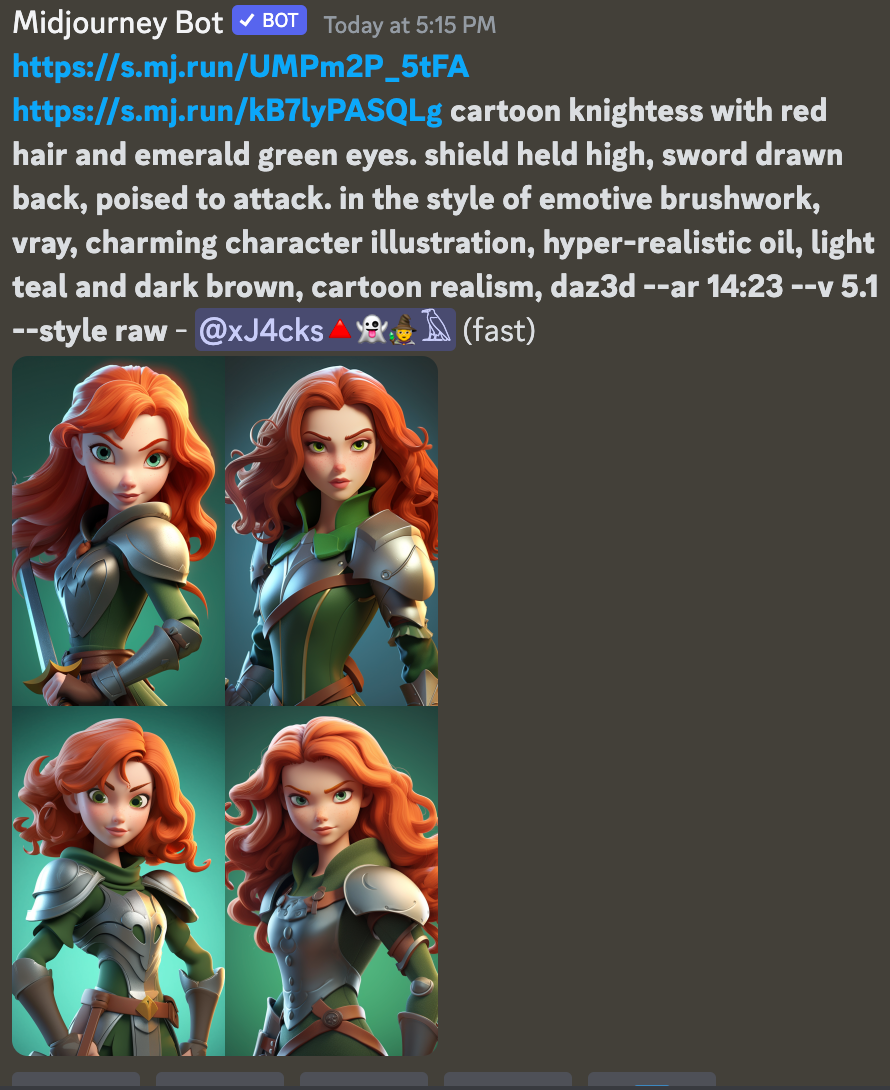 Midjourney Bot ✓ BOT Today at 5:15 PM
https://s.mj.run/UMPm2P_5tFA
https://s.mj.run/kB7lyPASQLg cartoon knightess with red
hair and emerald green eyes. shield held high, sword drawn
back, poised to attack. in the style of emotive brushwork,
vray, charming character illustration, hyper-realistic oil, light
teal and dark brown, cartoon realism, daz3d --ar 14:23 --v 5.1
--style raw - @xJ4cks🔺👻🧙‍♀️𓅃 (fast)